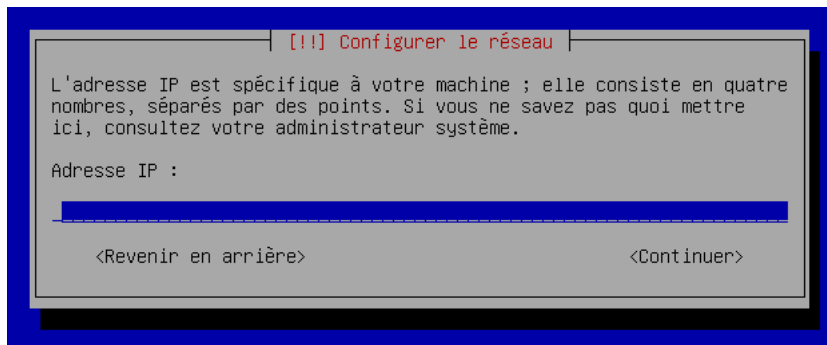 [!!] Configurer le réseau
L'adresse IP est spécifique à votre machine ; elle consiste en quatre
nombres, séparés par des points. Si vous ne savez pas quoi mettre
ici, consultez votre administrateur système.
Adresse IP :
<Revenir en arrière> <Continuer>